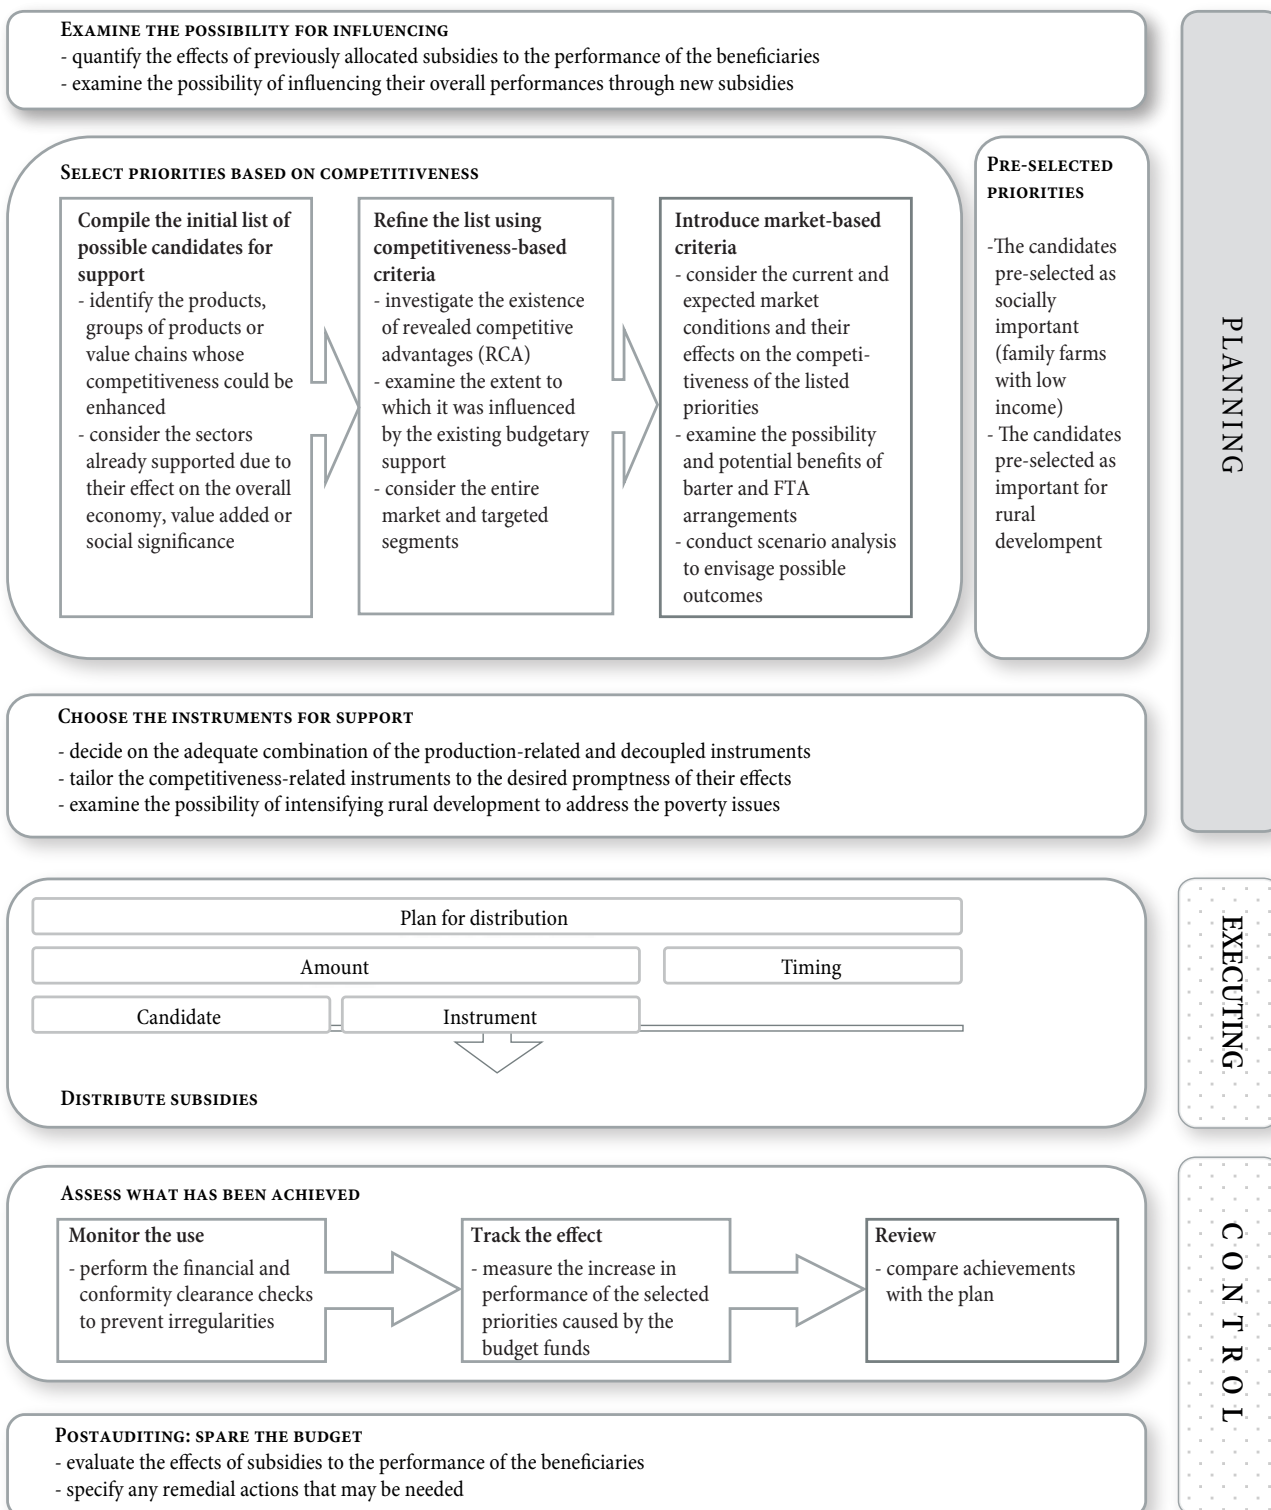 EXAMINE THE POSSIBILITY FOR INFLUENCING
- quantify the effects of previously allocated subsidies to the performance of the beneficiaries
- examine the possibility of influencing their overall performances through new subsidies
SELECT PRIORITIES BASED ON COMPETITIVENESS
Compile the initial list of
possible candidates for
support
- identify the products,
groups of products or
value chains whose
competitiveness could be
enhanced
- consider the sectors
already supported due to
their effect on the overall
economy, value added or
social significance
Refine the list using
competitiveness-based
criteria
- investigate the existence
of revealed competitive
advantages (RCA)
- examine the extent to
which it was influenced
by the existing budgetary
support
- consider the entire
market and targeted
segments
Introduce market-based
criteria
- consider the current and
expected market
conditions and their
effects on the competi-
tiveness of the listed
priorities
- examine the possibility
and potential benefits of
barter and FTA
arrangements
- conduct scenario analysis
to envisage possible
outcomes
PRE-SELECTED
PRIORITIES
-The candidates
pre-selected as
socially
important
(family farms
with low
income)
- The candidates
pre-selected as
important for
rural
develompent
CHOOSE THE INSTRUMENTS FOR SUPPORT
- decide on the adequate combination of the production-related and decoupled instruments
- tailor the competitiveness-related instruments to the desired promptness of their effects
- examine the possibility of intensifying rural development to address the poverty issues
PLANNING
Plan for distribution
Amount
Timing
Candidate
Instrument
DISTRIBUTE SUBSIDIES
EXECUTING
ASSESS WHAT HAS BEEN ACHIEVED
Monitor the use
- perform the financial and
conformity clearance checks
to prevent irregularities
Track the effect
- measure the increase in
performance of the selected
priorities caused by the
budget funds
Review
- compare achievements
with the plan
POSTAUDITING: SPARE THE BUDGET
- evaluate the effects of subsidies to the performance of the beneficiaries
- specify any remedial actions that may be needed
CONTROL